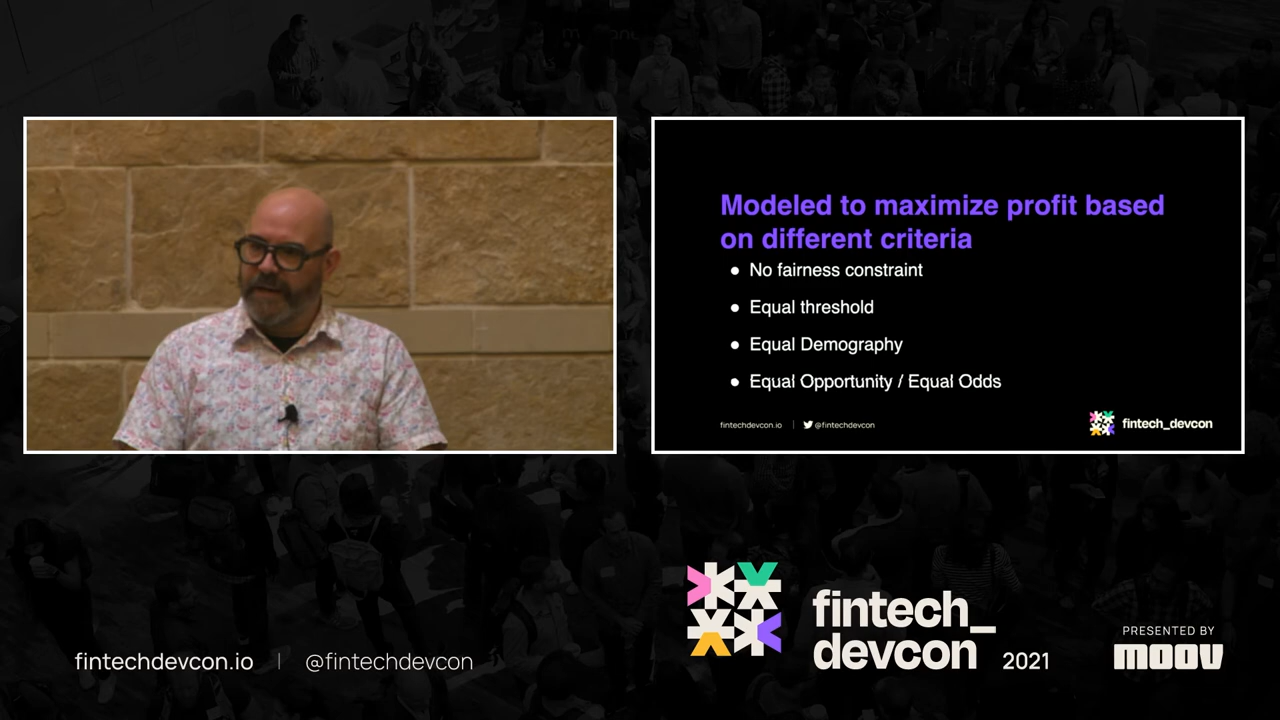 Modeled to maximize profit based
on different criteria
● No fairness constraint
● Equal threshold
● Equal Demography
● Equal Opportunity / Equal Odds
fintechdevcon.io | @fintechdevcon
fintech_devcon
fintechdevcon.io | @fintechdevcon
fintech_
devcon 2021
PRESENTED BY
moov